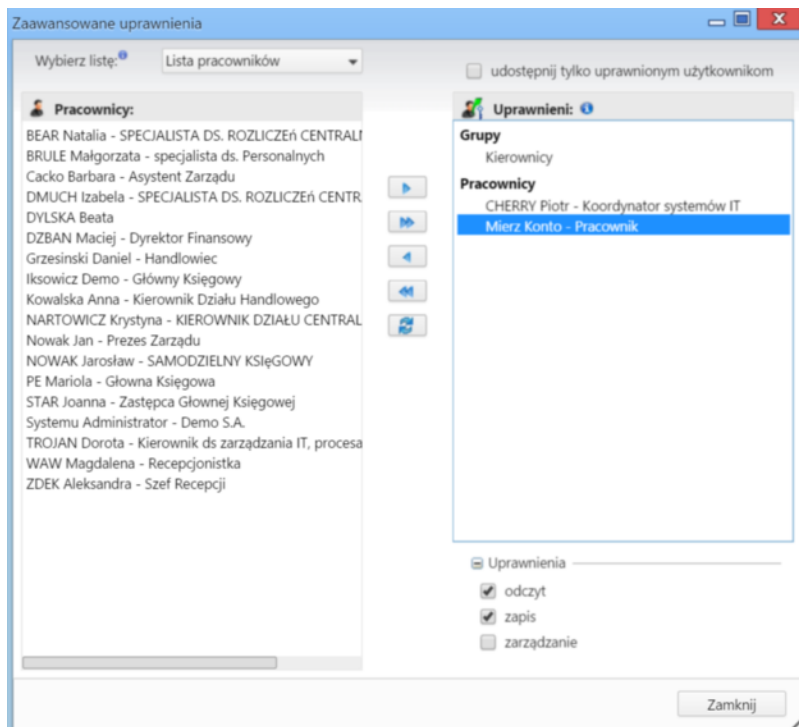 Zaawansowane uprawnienia
Wybierz listę:
Lista pracowników
udostępnij tylko uprawnionym użytkownikom
Pracownicy:
BEAR Natalia - SPECJALISTA DS. ROZLICZEń CENTRALN
BRULE Małgorzata - specjalista ds. Personalnych
Cacko Barbara - Asystent Zarządu
DMUCH Izabela - SPECJALISTA DS. ROZLICZEń CENTR
DYLSKA Beata
DZBAN Maciej - Dyrektor Finansowy
Grzesinski Daniel - Handlowiec
Iksowicz Demo - Główny Księgowy
Kowalska Anna - Kierownik Działu Handlowego
NARTOWICZ Krystyna - KIEROWNIK DZIAŁU CENTRAL
Nowak Jan - Prezes Zarządu
NOWAK Jarosław - SAMODZIELNY KSIęGOWY
PE Mariola - Głowna Księgowa
STAR Joanna - Zastępca Głownej Księgowej
Systemu Administrator - Demo S.A.
TROJAN Dorota - Kierownik ds zarządzania IT, procesa
WAW Magdalena - Recepcjonistka
ZDEK Aleksandra - Szef Recepcji
Uprawnieni:
Grupy
Kierownicy
Pracownicy
CHERRY Piotr - Koordynator systemów IT
Mierz Konto - Pracownik
Uprawnienia
odczyt
zapis
zarządzanie
Zamknij